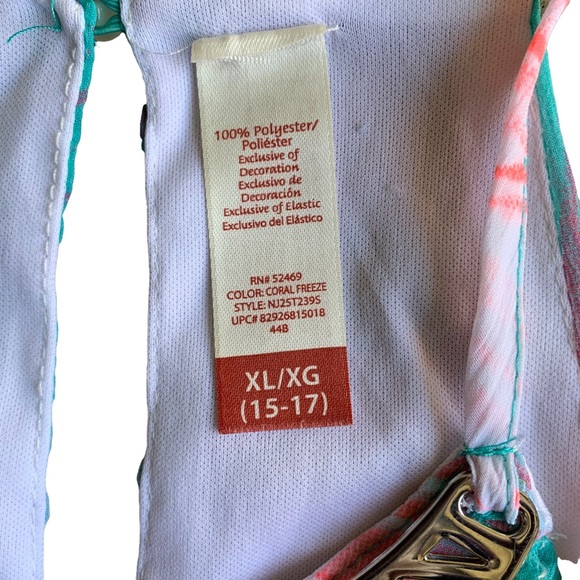 100% Polyester/
Poliéster
Exclusive of
Decoration
Exclusivo de
Decoración
Exclusive of Elastic
Exclusivo del Elástico
RN# 52469
COLOR: CORAL FREEZE
STYLE: NJ25T239S
UPC# 82926815018
44B
XL/XG
(15-17)